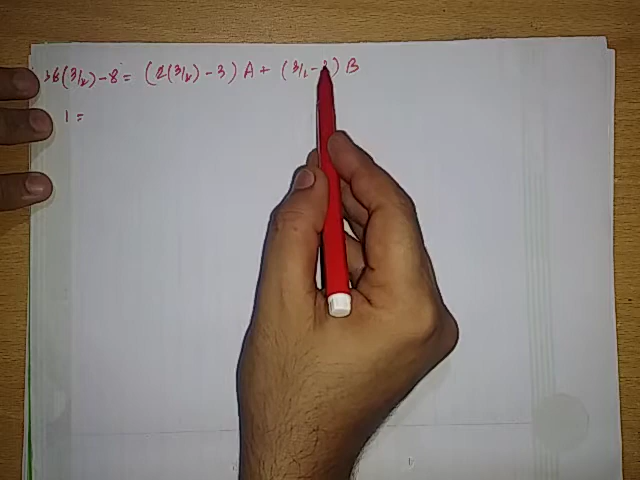 6(3/2) - 8 = (2(3/2) - 3) A + (3/2 - ) B
1 =